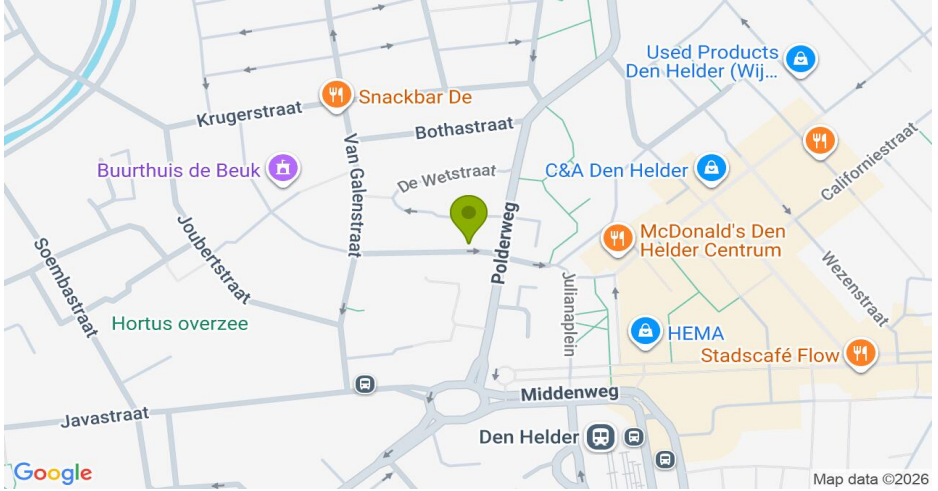 Used Products
Den Helder (Wij...
Snackbar De
Krugerstraat
Bothastraat
Californiestraat
Buurthuis de Beuk
De Wetstraat
C&A Den Helder
Van Galenstraat
McDonald's Den
Helder Centrum
Joubertstraat
Polderweg
Soembastraat
Julianaplein
Wezenstraat
Hortus overzee
HEMA
Stadscafé Flow
Middenweg
Javastraat
Den Helder
Google
Map data ©2026